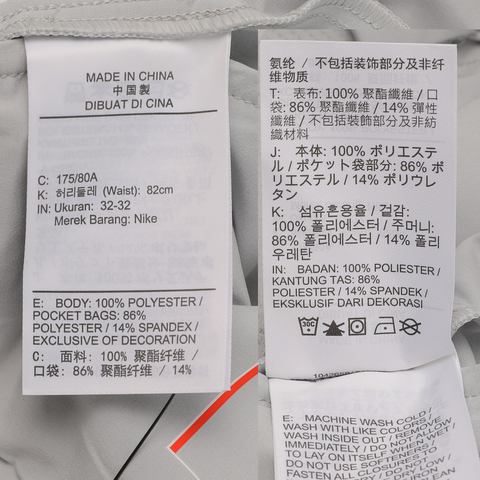 MADE IN CHINA
中国製
DIBUAT DI CINA
C: 175/80A
K: 허리둘레 (Waist): 82cm
IN: Ukuran: 32-32
Merek Barang: Nike
E: BODY: 100% POLYESTER /
POCKET BAGS: 86%
POLYESTER / 14% SPANDEX /
EXCLUSIVE OF DECORATION
C: 面料: 100% 聚酯纤维 /
口袋: 86% 聚酯纤维 / 14%
氨纶 / 不包括装饰部分及非纤
维物质
T: 表布: 100% 聚酯纖維 / 口
袋: 86% 聚酯纖維 / 14% 彈性
纖維 / 不包括裝飾部分及非紡
織材料
J: 本体: 100% ポリエステ
ル / ポケット袋部分: 86% ポ
リエステル / 14% ポリウレ
タン
K: 섬유혼용율 / 겉감:
100% 폴리에스터 / 주머니:
86% 폴리에스터 / 14% 폴리
우레탄
IN: BADAN: 100% POLIESTER /
KANTUNG TAS: 86%
POLIESTER / 14% SPANDEK /
EKSKLUSIF DARI DEKORASI
30C
E: MACHINE WASH COLD /
WASH WITH LIKE COLORS /
WASH INSIDE OUT / REMOVE
IMMEDIATELY AFTER WASH
TO LAY ON ITSELF WHEN WET /
DO NOT USE SOFTENERS /
FASTEN ALL CLOSURES TO